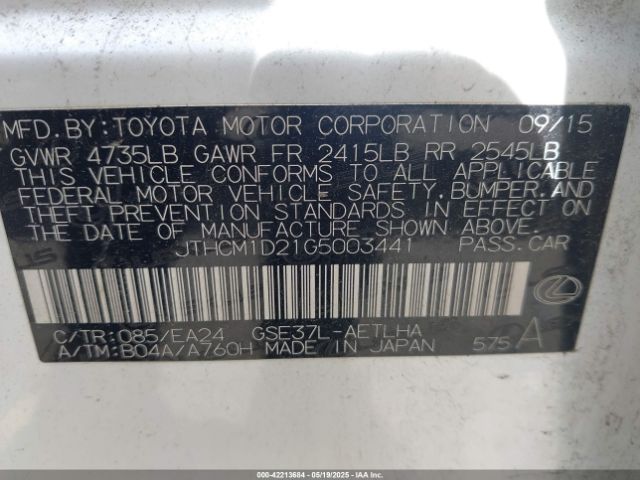 MFD.BY:TOYOTA MOTOR CORPORATION 09/15
GVWR 4735LB GAWR FR 2415LB RR 2545LB
THIS VEHICLE CONFORMS TO ALL APPLICABLE
FEDERAL MOTOR VEHICLE SAFETY,BUMPER,AND
THEFT PREVENTION STANDARDS IN EFFECT ON
THE DATE OF MANUFACTURE SHOWN ABOVE.
JTHCM1D21G5003441 PASS.CAR
C/TR:085/EA24 GSE37L-AETLHA
A/TM:B04A/A760H MADE IN JAPAN 575 A
000-42213684 - 05/19/2025 - IAAI.COM